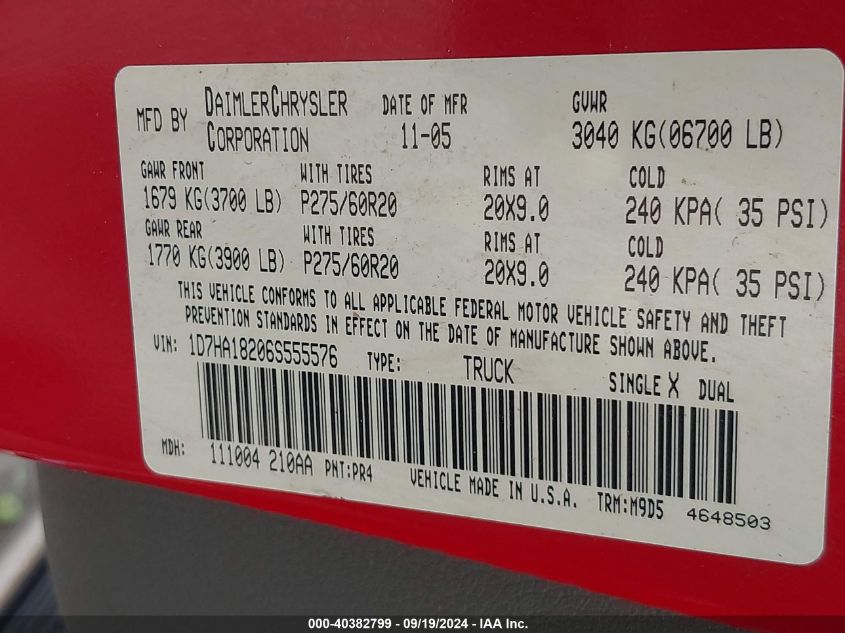 MFD BY DAIMLERCHRYSLER CORPORATION DATE OF MFR 11-05 GVWR 3040 KG(06700 LB)
GAWR FRONT WITH TIRES RIMS AT COLD
1679 KG(3700 LB) P275/60R20 20X9.0 240 KPA( 35 PSI)
GAWR REAR WITH TIRES RIMS AT COLD
1770 KG(3900 LB) P275/60R20 20X9.0 240 KPA( 35 PSI)
THIS VEHICLE CONFORMS TO ALL APPLICABLE FEDERAL MOTOR VEHICLE SAFETY AND THEFT
PREVENTION STANDARDS IN EFFECT ON THE DATE OF MANUFACTURE SHOWN ABOVE.
VIN: 1D7HA18206S555576 TYPE: TRUCK SINGLE X DUAL
MDH: 111004 210AA PNT:PR4 VEHICLE MADE IN U.S.A. TRM:M9D5 4648503
000-40382799 - 09/19/2024 - IAA Inc.